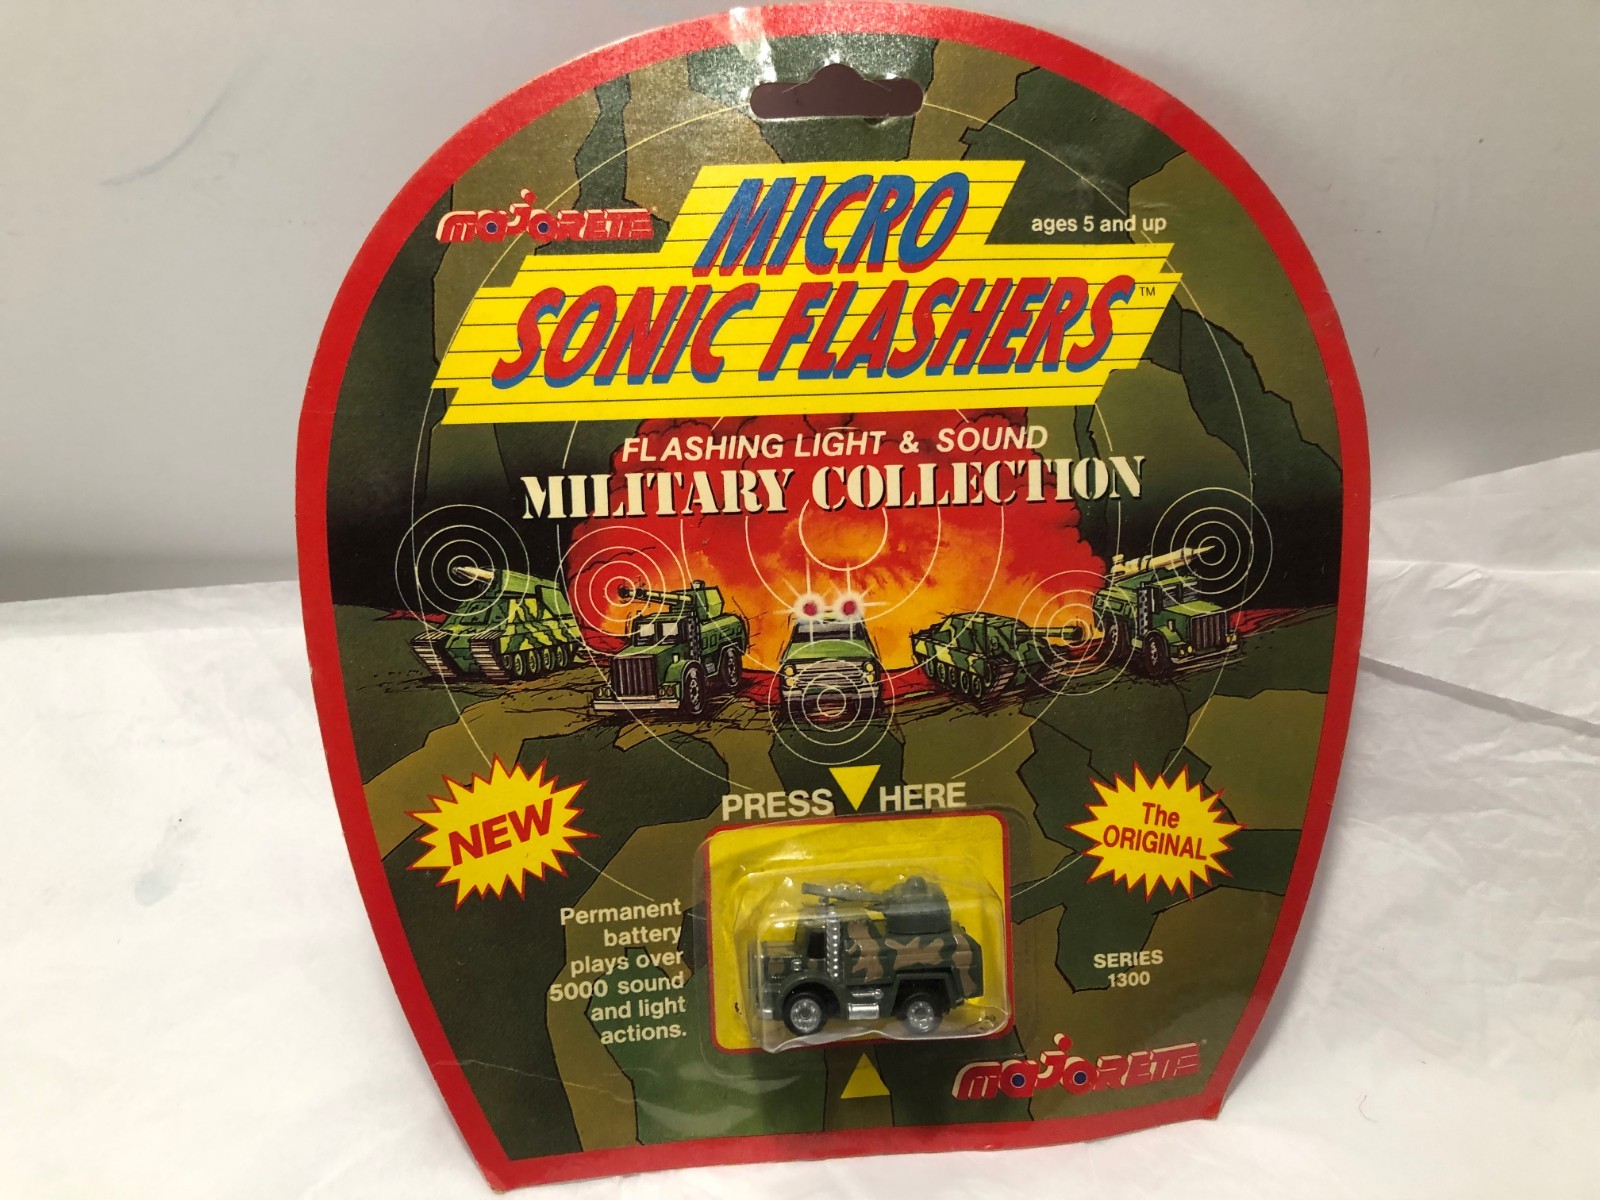 MAJORETTE
MICRO
ages 5 and up
SONIC FLASHERS™
FLASHING LIGHT & SOUND
MILITARY COLLECTION
PRESS HERE
NEW
The
ORIGINAL
Permanent
battery
plays over
5000 sound
and light
actions.
SERIES
1300
MAJORETTE